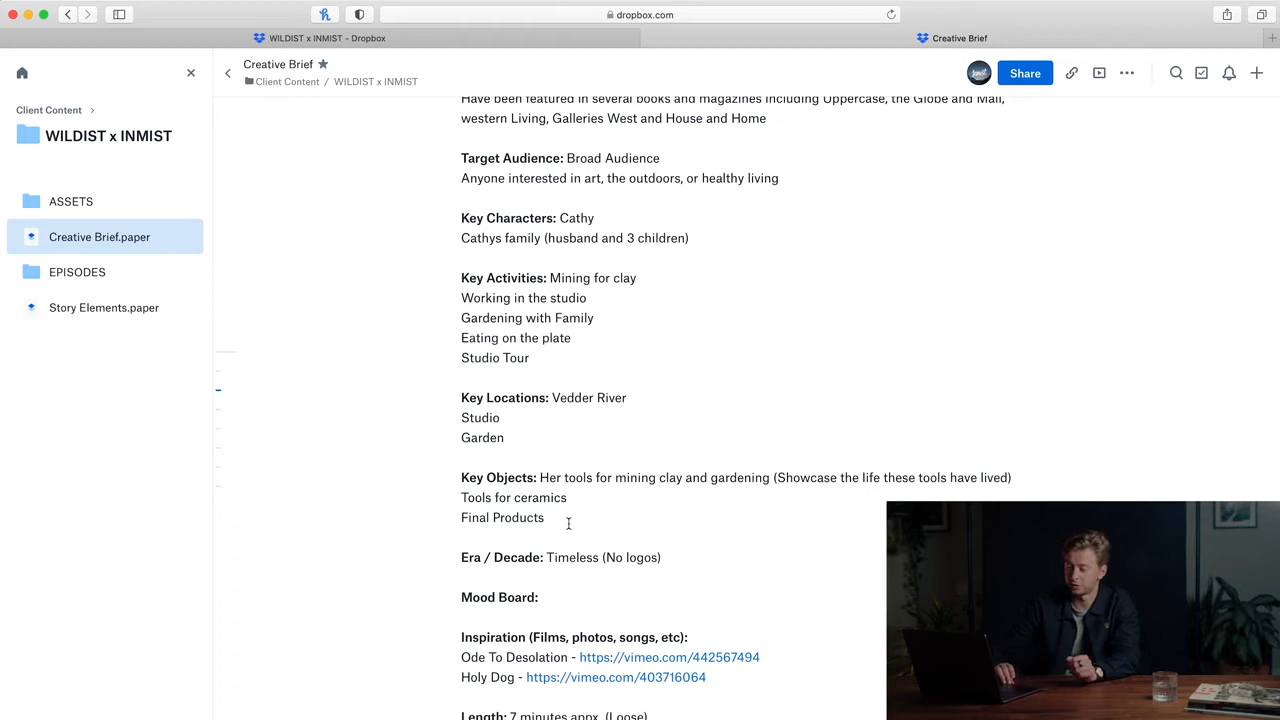 dropbox.com
WILDIST x INMIST - Dropbox
Creative Brief
Creative Brief ★
Client Content / WILDIST x INMIST
Share
Client Content >
WILDIST x INMIST
ASSETS
Creative Brief.paper
EPISODES
Story Elements.paper
Have been featured in several books and magazines including Uppercase, the Globe and Mail,
western Living, Galleries West and House and Home
Target Audience: Broad Audience
Anyone interested in art, the outdoors, or healthy living
Key Characters: Cathy
Cathys family (husband and 3 children)
Key Activities: Mining for clay
Working in the studio
Gardening with Family
Eating on the plate
Studio Tour
Key Locations: Vedder River
Studio
Garden
Key Objects: Her tools for mining clay and gardening (Showcase the life these tools have lived)
Tools for ceramics
Final Products
Era / Decade: Timeless (No logos)
Mood Board:
Inspiration (Films, photos, songs, etc):
Ode To Desolation - https://vimeo.com/442567494
Holy Dog - https://vimeo.com/403716064
Length: 7 minutes appx. (Loose)